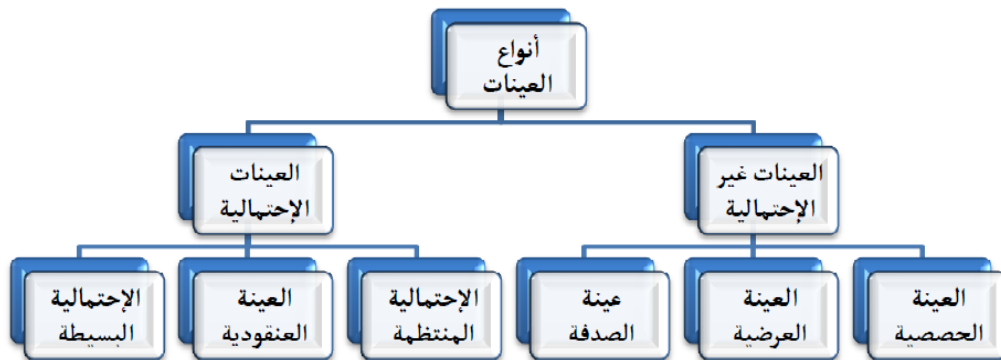 أنواع
العينات
العينات غير
الإحتمالية
العينات
الإحتمالية
العينة
الحصصية
العينة
العرضية
عينة
الصدفة
الإحتمالية
المنتظمة
العينة
العنقودية
الإحتمالية
البسيطة